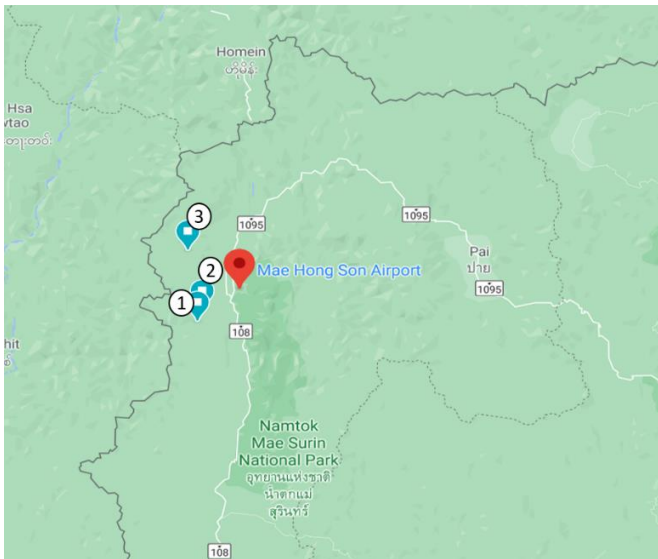 Homein
ဟိုမိန်း
Hsa
wtao
3
1095
1095
2
Mae Hong Son Airport
Pai
ปาย
1
1095
108
hit
Namtok
Mae Surin
National Park
อุทยานแห่งชาติ
น้ำตกแม่
สุรินทร์
108